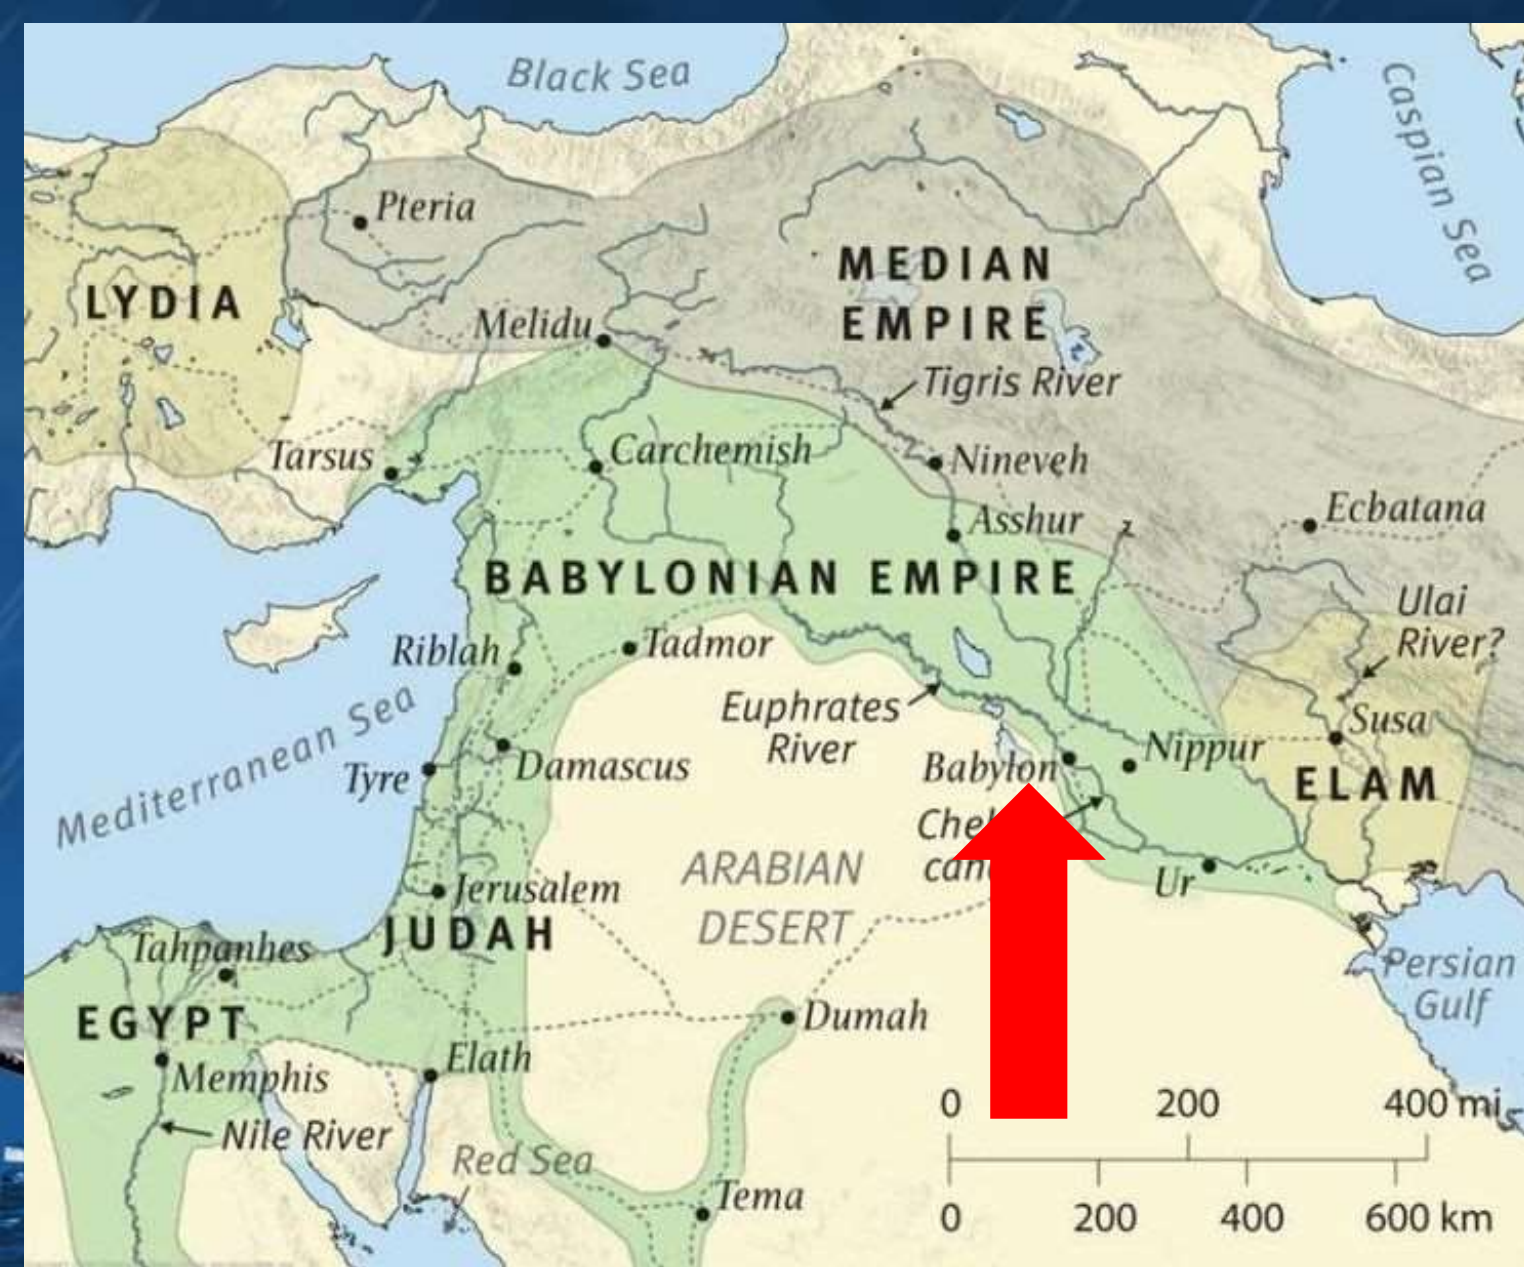 Black Sea
Caspian Sea
Pteria
LYDIA
MEDIAN
EMPIRE
Melidu
Tigris River
Tarsus
Carchemish
Nineveh
Ecbatana
Asshur
BABYLONIAN EMPIRE
Ulai
River?
Riblah
Tadmor
Mediterranean Sea
Euphrates
River
Susa
Tyre
Damascus
Babylon
Nippur
ELAM
ARABIAN
DESERT
Ur
Jerusalem
JUDAH
Tahpanhes
Persian
Gulf
EGYPT
Dumah
Elath
Memphis
Nile River
Red Sea
Tema
0 200 400 mi
0 200 400 600 km